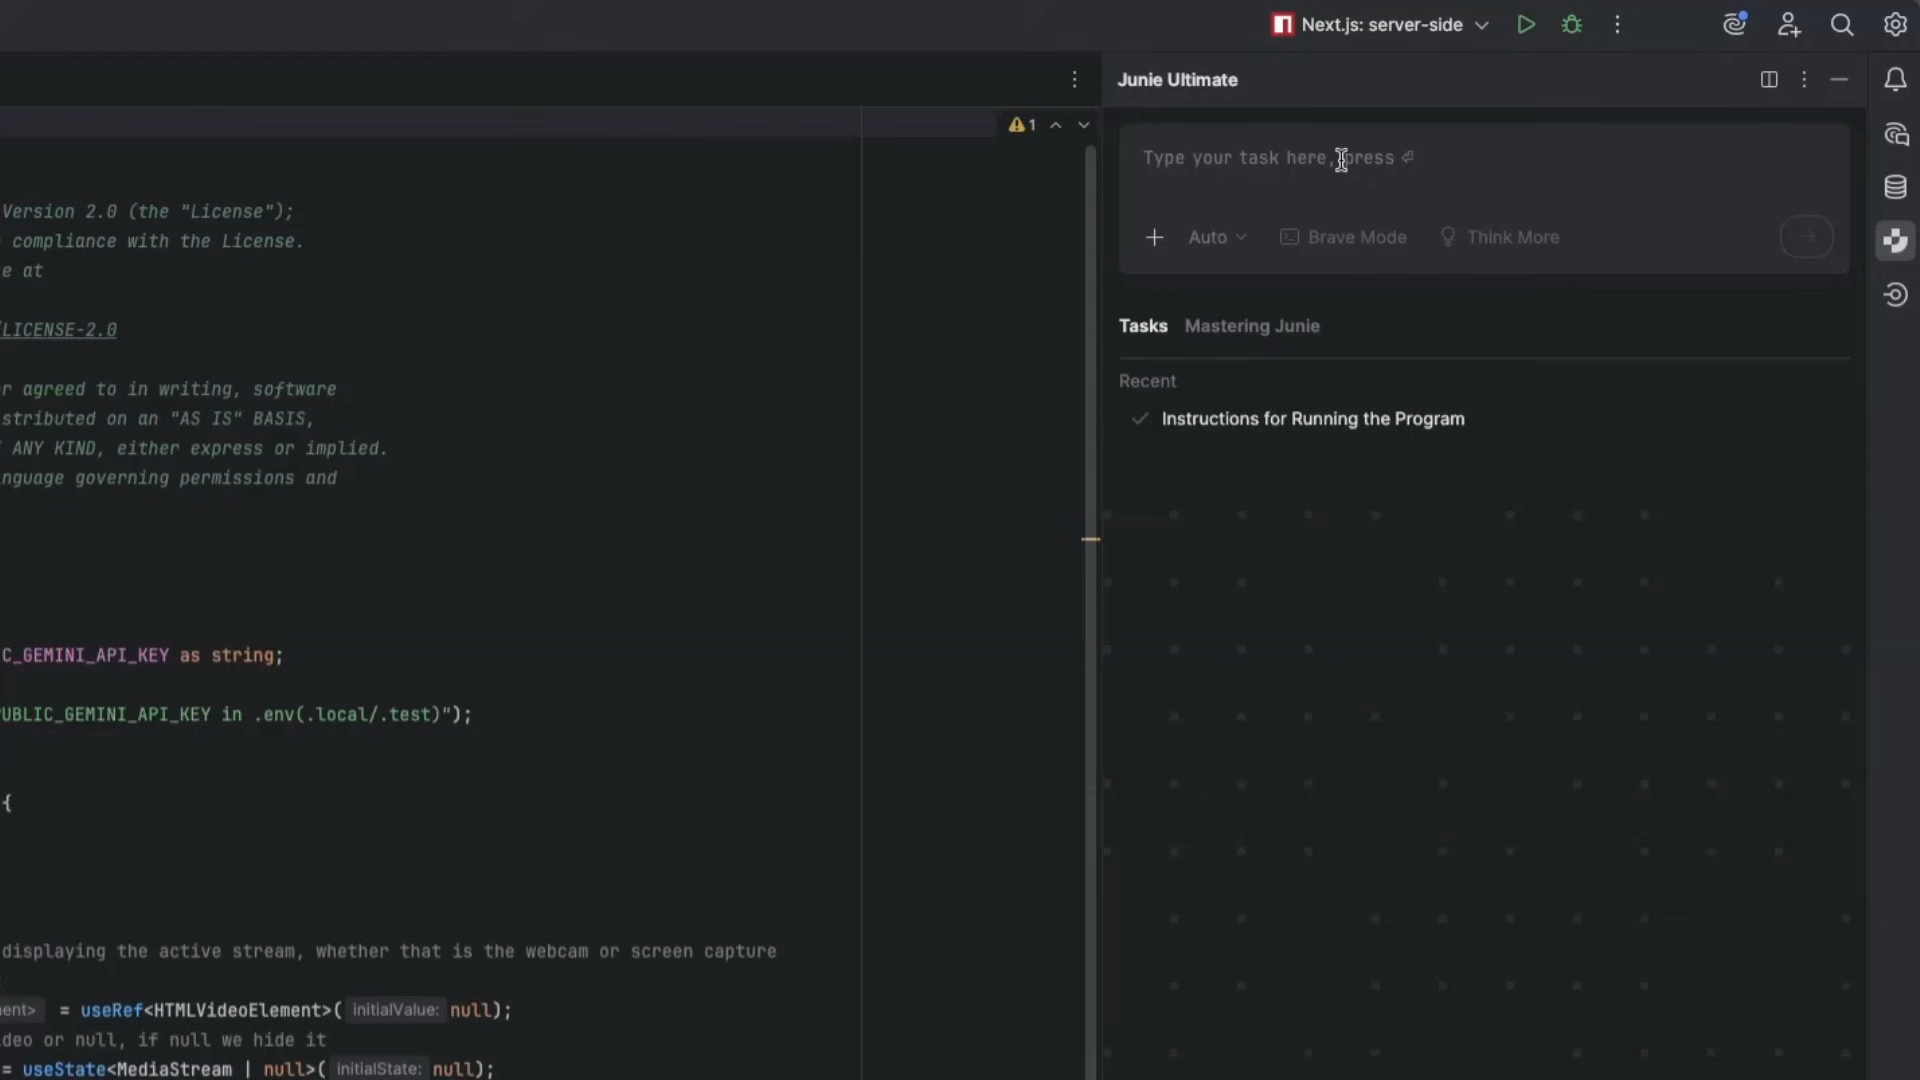 Next.js: server-side
Junie Ultimate
1
Type your task here, press ⏎
Version 2.0 (the "License");
compliance with the License.
Auto
Brave Mode
Think More
e at
LICENSE-2.0
Tasks
Mastering Junie
r agreed to in writing, software
Recent
stributed on an "AS IS" BASIS,
Instructions for Running the Program
ANY KIND, either express or implied.
nguage governing permissions and
C_GEMINI_API_KEY as string;
UBLIC_GEMINI_API_KEY in .env(.local/.test)");
{
displaying the active stream, whether that is the webcam or screen capture
ent> = useRef<HTMLVideoElement>( initialValue: null);
deo or null, if null we hide it
= useState<MediaStream | null>( initialState: null);